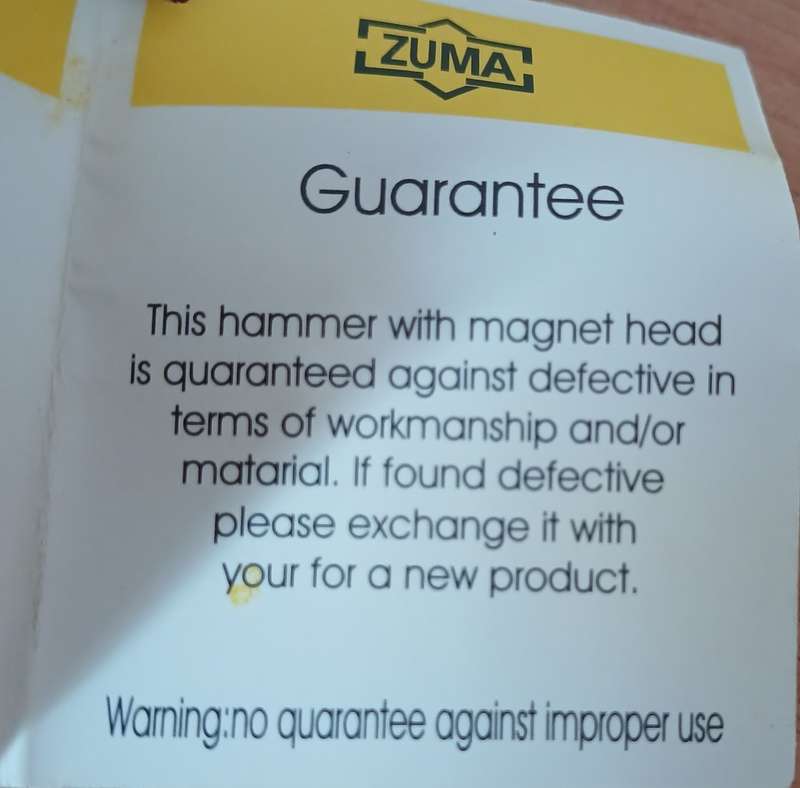 ZUMA
Guarantee
This hammer with magnet head
is quaranteed against defective in
terms of workmanship and/or
matarial. If found defective
please exchange it with
your for a new product.
Warning:no quarantee against improper use